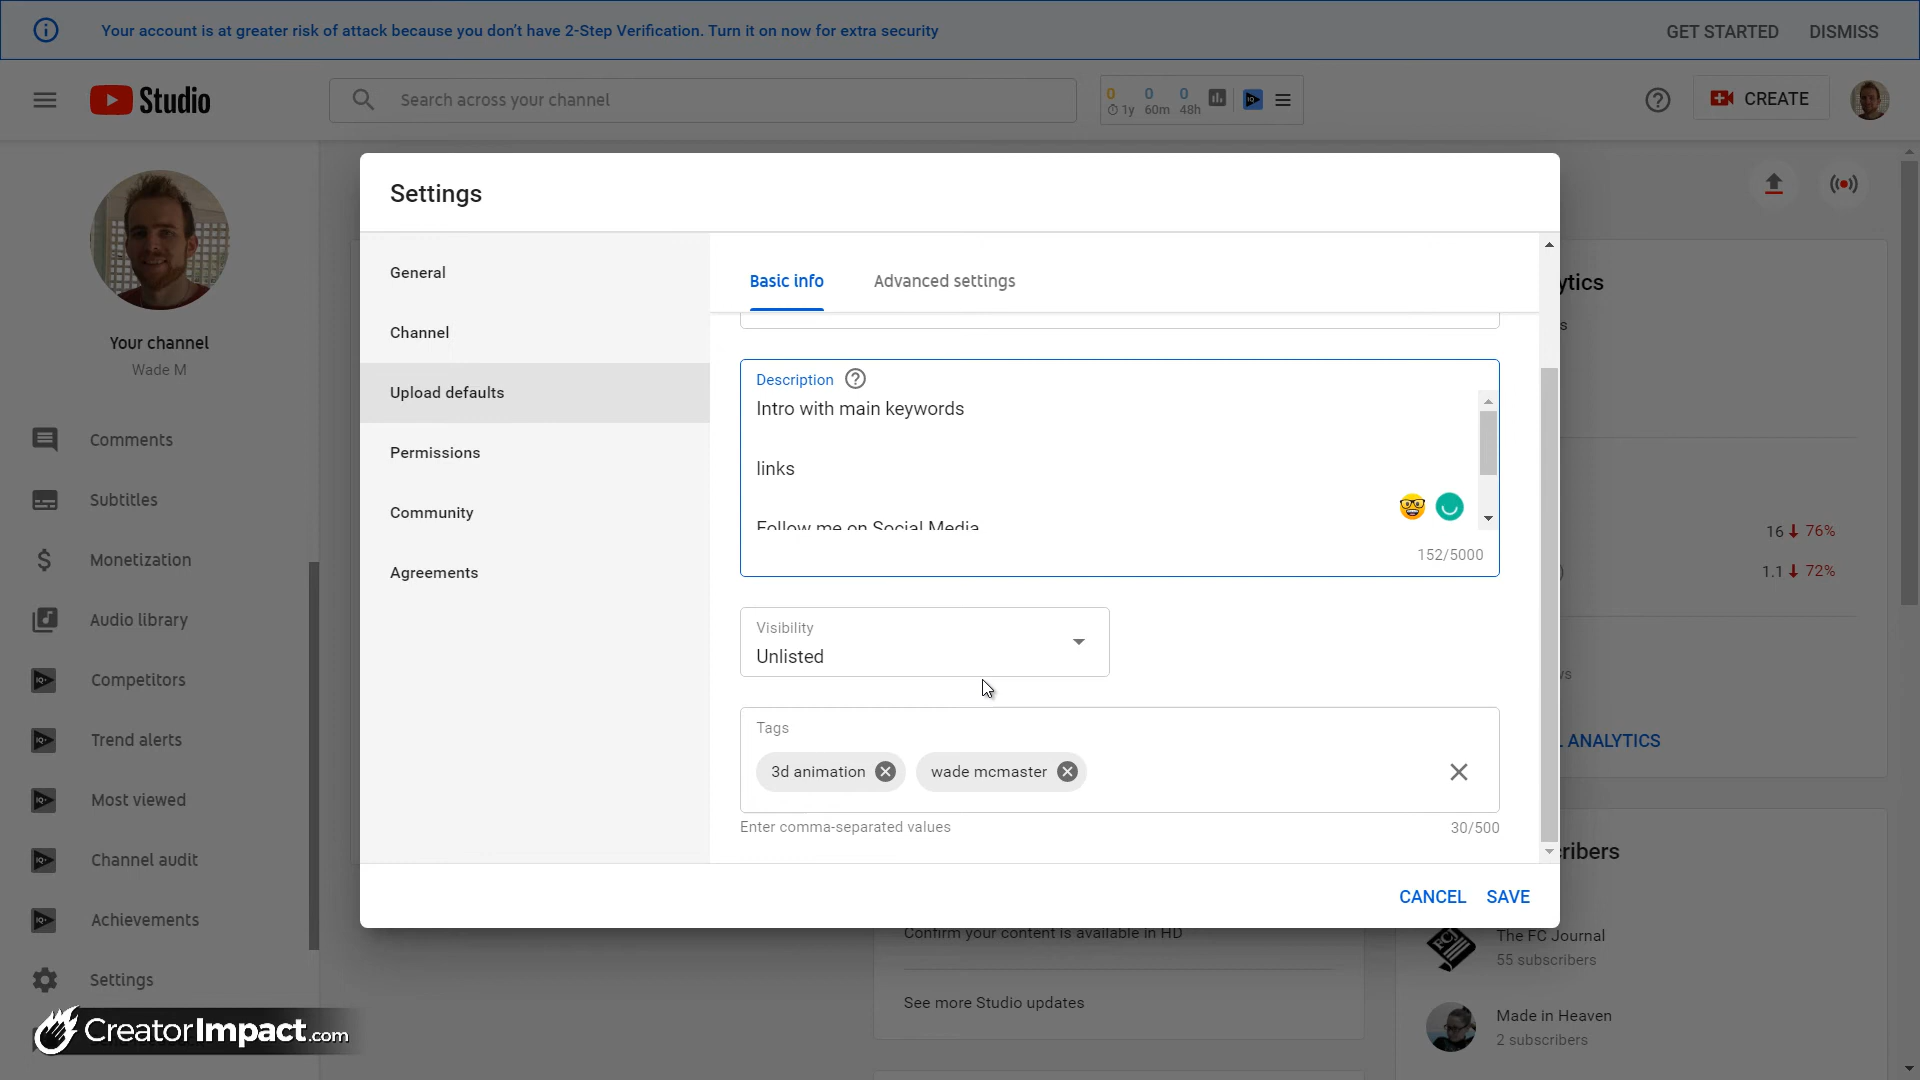 Your account is at greater risk of attack because you don’t have 2-Step Verification. Turn it on now for extra security
GET STARTED
DISMISS
Studio
Search across your channel
0 0 0
1y 60m 48h
CREATE
Your channel
Wade M
Comments
Subtitles
Monetization
Audio library
Competitors
Trend alerts
Most viewed
Channel audit
Achievements
Settings
CreatorImpact.com
Settings
General
Channel
Upload defaults
Permissions
Community
Agreements
Basic info
Advanced settings
Description
Intro with main keywords
links
Follow me on Social Media
152/5000
Visibility
Unlisted
Tags
3d animation
wade mcmaster
Enter comma-separated values
30/500
CANCEL
SAVE
ytics
s
16 76%
1.1 72%
ANALYTICS
Confirm your content is available in HD
See more Studio updates
cribers
The FC Journal
55 subscribers
Made in Heaven
2 subscribers